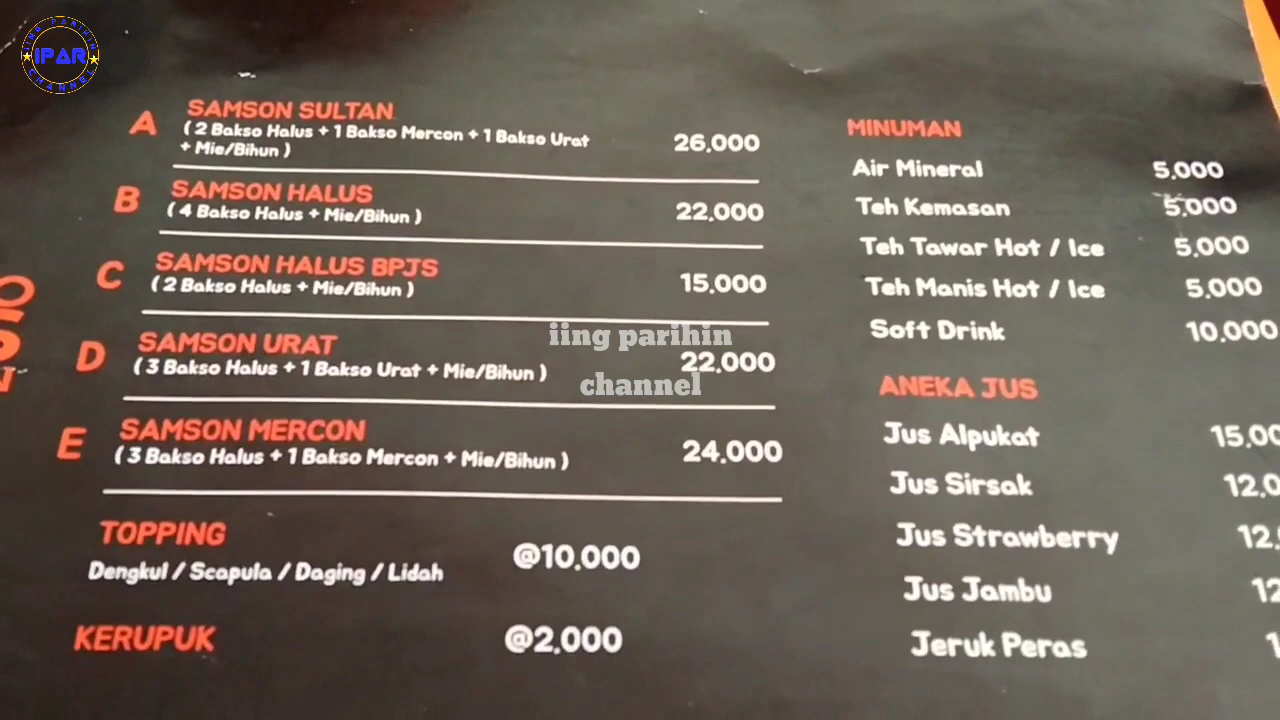 IING PARIHIN
IPAR
CHANNEL
A SAMSON SULTAN
( 2 Bakso Halus + 1 Bakso Mercon + 1 Bakso Urat 26.000
+ Mie/Bihun )
B SAMSON HALUS
( 4 Bakso Halus + Mie/Bihun ) 22.000
C SAMSON HALUS BPJS
( 2 Bakso Halus + Mie/Bihun ) 15.000
D SAMSON URAT
( 3 Bakso Halus + 1 Bakso Urat + Mie/Bihun ) 22.000
E SAMSON MERCON
( 3 Bakso Halus + 1 Bakso Mercon + Mie/Bihun ) 24.000
TOPPING
Dengkul / Scapula / Daging / Lidah @10.000
KERUPUK @2.000
iing parihin
channel
MINUMAN
Air Mineral 5.000
Teh Kemasan 5.000
Teh Tawar Hot / Ice 5.000
Teh Manis Hot / Ice 5.000
Soft Drink 10.000
ANEKA JUS
Jus Alpukat
Jus Sirsak
Jus Strawberry
Jus Jambu
Jeruk Peras